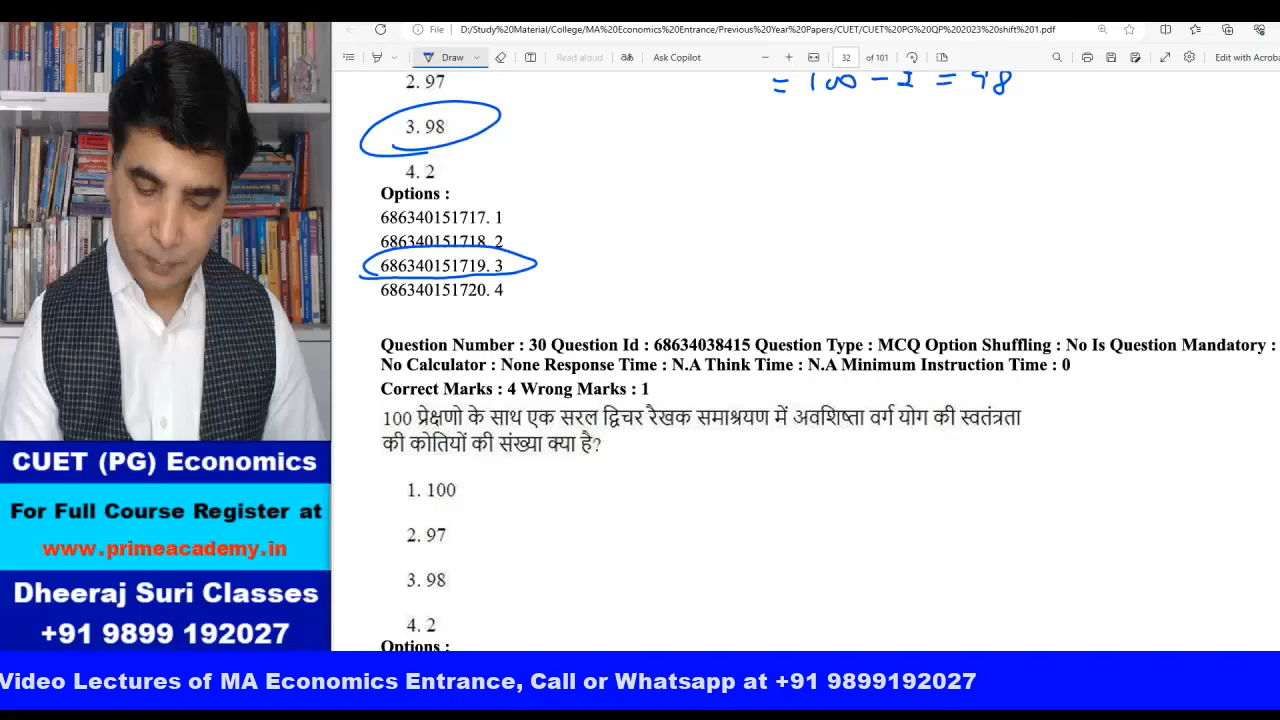 File
D:/Study%20Material/College/MA%20Economics%20Entrance/Previous%20Year%20Papers/CUET/CUET%20PG%20QP%202023%20shift%201.pdf
Draw
Read aloud
Ask Copilot
32 of 101
Edit with Acroba
2. 97
= 100 - 2 = 98
3. 98
4. 2
Options :
686340151717. 1
686340151718. 2
686340151719. 3
686340151720. 4
Question Number : 30 Question Id : 68634038415 Question Type : MCQ Option Shuffling : No Is Question Mandatory :
No Calculator : None Response Time : N.A Think Time : N.A Minimum Instruction Time : 0
Correct Marks : 4 Wrong Marks : 1
100 प्रेक्षणो के साथ एक सरल द्विचर रैखक समाश्रयण में अवशिष्ता वर्ग योग की स्वतंत्रता
की कोतियों की संख्या क्या है?
1. 100
2. 97
3. 98
4. 2
Options :
CUET (PG) Economics
For Full Course Register at
www.primeacademy.in
Dheeraj Suri Classes
+91 9899 192027
Video Lectures of MA Economics Entrance, Call or Whatsapp at +91 9899192027